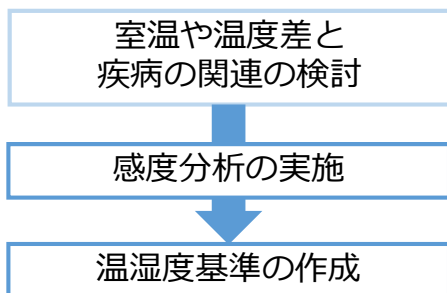 室温や温度差と
疾病の関連の検討
感度分析の実施
温湿度基準の作成